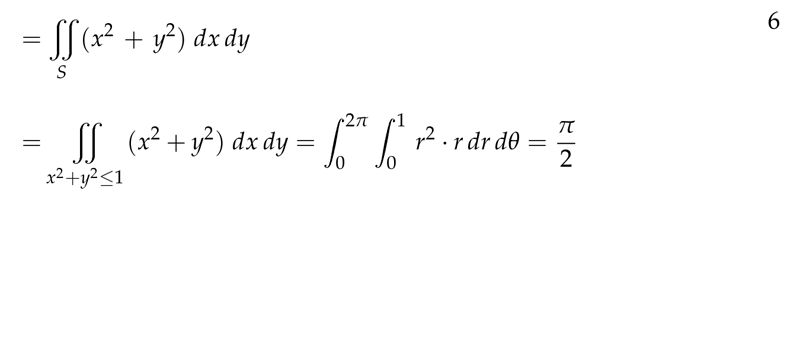 6
= ∬_S (x² + y²) dx dy
= ∬_{x²+y²≤1} (x² + y²) dx dy = ∫₀^{2π} ∫₀¹ r² · r dr dθ = π/2